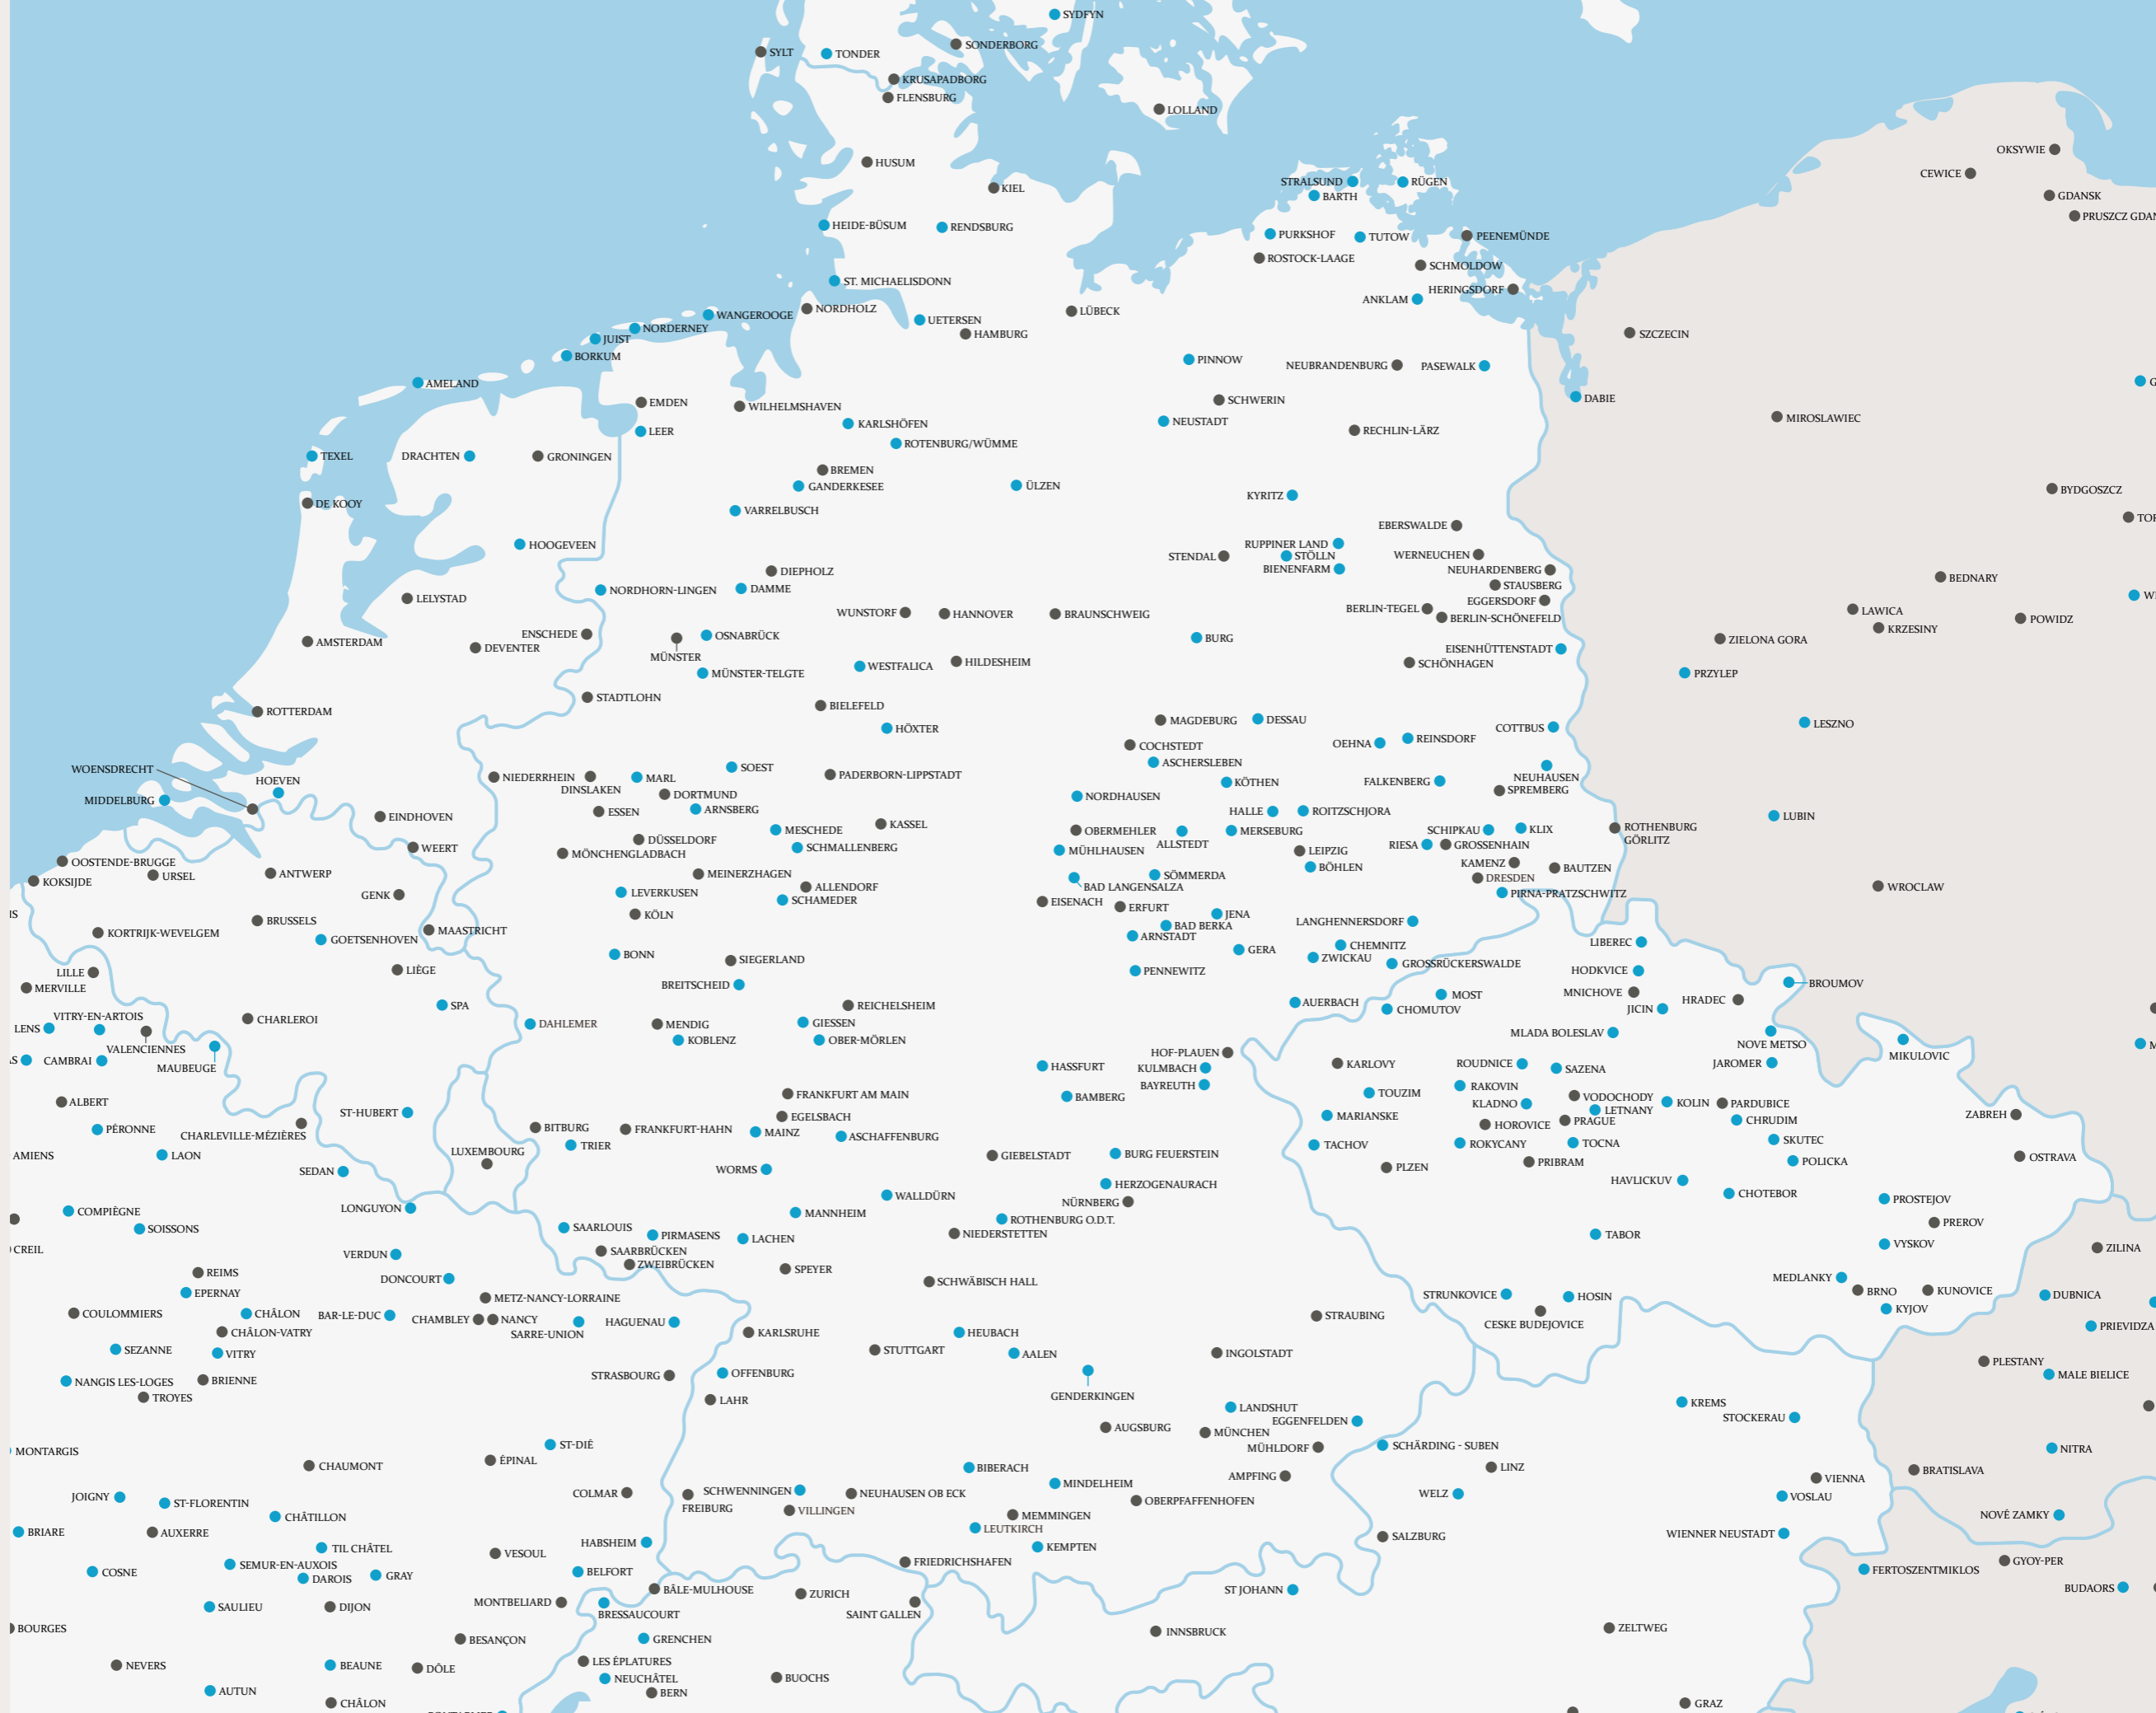 SYDFYN
SONDERBORG
SYLT
TONDER
KRUSAPADBORG
FLENSBURG
LOLLAND
OKSYWIE
HUSUM
CEWICE
STRALSUND
RÜGEN
KIEL
BARTH
GDANSK
PRUSZCZ GDAN
HEIDE-BÜSUM
RENDSBURG
PURKSHOF
TUTOW
PEENEMÜNDE
ROSTOCK-LAAGE
SCHMOLDOW
ST. MICHAELISDONN
HERINGSDORF
ANKLAM
NORDHOLZ
LÜBECK
WANGEROOGE
UETERSEN
NORDERNEY
HAMBURG
SZCZECIN
JUIST
BORKUM
PINNOW
NEUBRANDENBURG
PASEWALK
AMELAND
G
DABIE
SCHWERIN
EMDEN
WILHELMSHAVEN
MIROSLAWIEC
KARLSHÖFEN
NEUSTADT
LEER
RECHLIN-LÄRZ
ROTENBURG/WÜMME
TEXEL
DRACHTEN
GRONINGEN
BREMEN
GANDERKESEE
ÜLZEN
BYDGOSZCZ
KYRITZ
DE KOOY
VARRELBUSCH
TOR
EBERSWALDE
HOOGEVEEN
RUPPINER LAND
STENDAL
STÖLLN
WERNEUCHEN
BIENENFARM
NEUHARDENBERG
DIEPHOLZ
BEDNARY
STAUSBERG
NORDHORN-LINGEN
DAMME
LELYSTAD
EGGERSDORF
BERLIN-TEGEL
LAWICA
WUNSTORF
HANNOVER
BRAUNSCHWEIG
BERLIN-SCHÖNEFELD
POWIDZ
KRZESINY
ENSCHEDE
OSNABRÜCK
BURG
ZIELONA GORA
AMSTERDAM
DEVENTER
EISENHÜTTENSTADT
MÜNSTER
HILDESHEIM
SCHÖNHAGEN
WESTFALICA
MÜNSTER-TELGTE
PRZYLEP
STADTLOHN
BIELEFELD
ROTTERDAM
MAGDEBURG
DESSAU
LESZNO
HÖXTER
COTTBUS
REINSDORF
OEHNA
COCHSTEDT
ASCHERSLEBEN
WOENSDRECHT
SOEST
PADERBORN-LIPPSTADT
HOEVEN
NIEDERRHEIN
MARL
NEUHAUSEN
DINSLAKEN
KÖTHEN
FALKENBERG
SPREMBERG
DORTMUND
NORDHAUSEN
MIDDELBURG
ARNSBERG
ESSEN
HALLE
ROITZSCHJORA
EINDHOVEN
LUBIN
KASSEL
MESCHEDE
OBERMEHLER
MERSEBURG
SCHIPKAU
KLIX
ROTHENBURG
GÖRLITZ
DÜSSELDORF
ALLSTEDT
WEERT
SCHMALLENBERG
RIESA
GROSSENHAIN
MÖNCHENGLADBACH
MÜHLHAUSEN
LEIPZIG
OOSTENDE-BRUGGE
KAMENZ
BÖHLEN
BAUTZEN
URSEL
ANTWERP
MEINERZHAGEN
SÖMMERDA
DRESDEN
KOKSIJDE
ALLENDORF
BAD LANGENSALZA
WROCLAW
GENK
LEVERKUSEN
SCHAMEDER
PIRNA-PRATZSCHWITZ
EISENACH
ERFURT
KÖLN
JENA
BRUSSELS
LANGHENNERSDORF
BAD BERKA
KORTRIJK-WEVELGEM
MAASTRICHT
GOETSENHOVEN
ARNSTADT
LIBEREC
CHEMNITZ
GERA
BONN
ZWICKAU
SIEGERLAND
GROSSRÜCKERSWALDE
LILLE
LIÈGE
PENNEWITZ
HODKVICE
BREITSCHEID
BROUMOV
MERVILLE
MNICHOVE
MOST
HRADEC
AUERBACH
SPA
REICHELSHEIM
CHOMUTOV
JICIN
VITRY-EN-ARTOIS
CHARLEROI
GIESSEN
DAHLEMER
MENDIG
LENS
MLADA BOLESLAV
KOBLENZ
OBER-MÖRLEN
NOVE METSO
VALENCIENNES
HOF-PLAUEN
MIKULOVIC
CAMBRAI
MAUBEUGE
HASSFURT
KULMBACH
KARLOVY
ROUDNICE
SAZENA
JAROMER
BAYREUTH
RAKOVIN
FRANKFURT AM MAIN
BAMBERG
TOUZIM
VODOCHODY
ALBERT
KLADNO
KOLIN
PARDUBICE
ST-HUBERT
LETNANY
EGELSBACH
MARIANSKE
ZABREH
PRAGUE
CHRUDIM
BITBURG
HOROVICE
PÉRONNE
FRANKFURT-HAHN
MAINZ
CHARLEVILLE-MÉZIÈRES
ASCHAFFENBURG
SKUTEC
TRIER
TACHOV
ROKYCANY
TOCNA
LUXEMBOURG
BURG FEUERSTEIN
AMIENS
LAON
GIEBELSTADT
OSTRAVA
PRIBRAM
POLICKA
PLZEN
SEDAN
WORMS
HAVLICKUV
HERZOGENAURACH
CHOTEBOR
WALLDÜRN
PROSTEJOV
NÜRNBERG
LONGUYON
COMPIÈGNE
MANNHEIM
ROTHENBURG O.D.T.
PREROV
SOISSONS
SAARLOUIS
NIEDERSTETTEN
PIRMASENS
TABOR
LACHEN
VYSKOV
CREIL
SAARBRÜCKEN
ZILINA
VERDUN
ZWEIBRÜCKEN
SPEYER
REIMS
DONCOURT
MEDLANKY
SCHWÄBISCH HALL
EPERNAY
BRNO
KUNOVICE
METZ-NANCY-LORRAINE
STRUNKOVICE
HOSIN
DUBNICA
KYJOV
COULOMMIERS
CHÂLON
BAR-LE-DUC
STRAUBING
CHAMBLEY
NANCY
HAGUENAU
CESKE BUDEJOVICE
PRIEVIDZA
CHÂLON-VATRY
SARRE-UNION
KARLSRUHE
HEUBACH
SEZANNE
STUTTGART
VITRY
AALEN
INGOLSTADT
PLESTANY
STRASBOURG
OFFENBURG
MALE BIELICE
NANGIS LES-LOGES
BRIENNE
GENDERKINGEN
TROYES
LAHR
KREMS
LANDSHUT
STOCKERAU
EGGENFELDEN
AUGSBURG
MÜNCHEN
ST-DIÉ
MÜHLDORF
SCHÄRDING - SUBEN
NITRA
MONTARGIS
ÉPINAL
CHAUMONT
BIBERACH
LINZ
BRATISLAVA
AMPFING
VIENNA
MINDELHEIM
SCHWENNINGEN
COLMAR
NEUHAUSEN OB ECK
WELZ
VOSLAU
JOIGNY
OBERPFAFFENHOFEN
ST-FLORENTIN
FREIBURG
VILLINGEN
CHÂTILLON
MEMMINGEN
NOVÉ ZAMKY
LEUTKIRCH
BRIARE
AUXERRE
WIENNER NEUSTADT
SALZBURG
HABSHEIM
TIL CHÂTEL
KEMPTEN
VESOUL
FRIEDRICHSHAFEN
GYOY-PER
SEMUR-EN-AUXOIS
FERTOSZENTMIKLOS
COSNE
BELFORT
GRAY
DAROIS
BUDAORS
BÂLE-MULHOUSE
ST JOHANN
ZURICH
MONTBELIARD
SAULIEU
DIJON
BRESSAUCOURT
SAINT GALLEN
BOURGES
ZELTWEG
INNSBRUCK
BESANÇON
GRENCHEN
LES ÉPLATURES
NEVERS
BEAUNE
DÔLE
NEUCHÂTEL
BUOCHS
AUTUN
BERN
CHÂLON
GRAZ